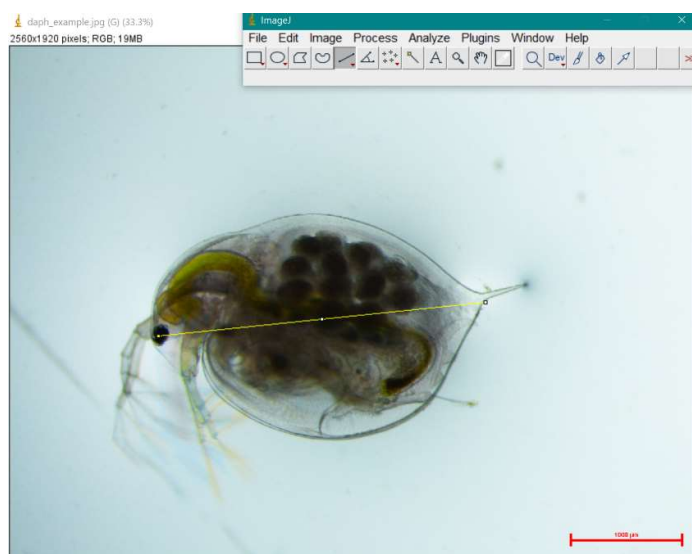 daph_example.jpg (G) (33.3%)
2560x1920 pixels; RGB; 19MB
ImageJ
File Edit Image Process Analyze Plugins Window Help
A Dev
1000 µm